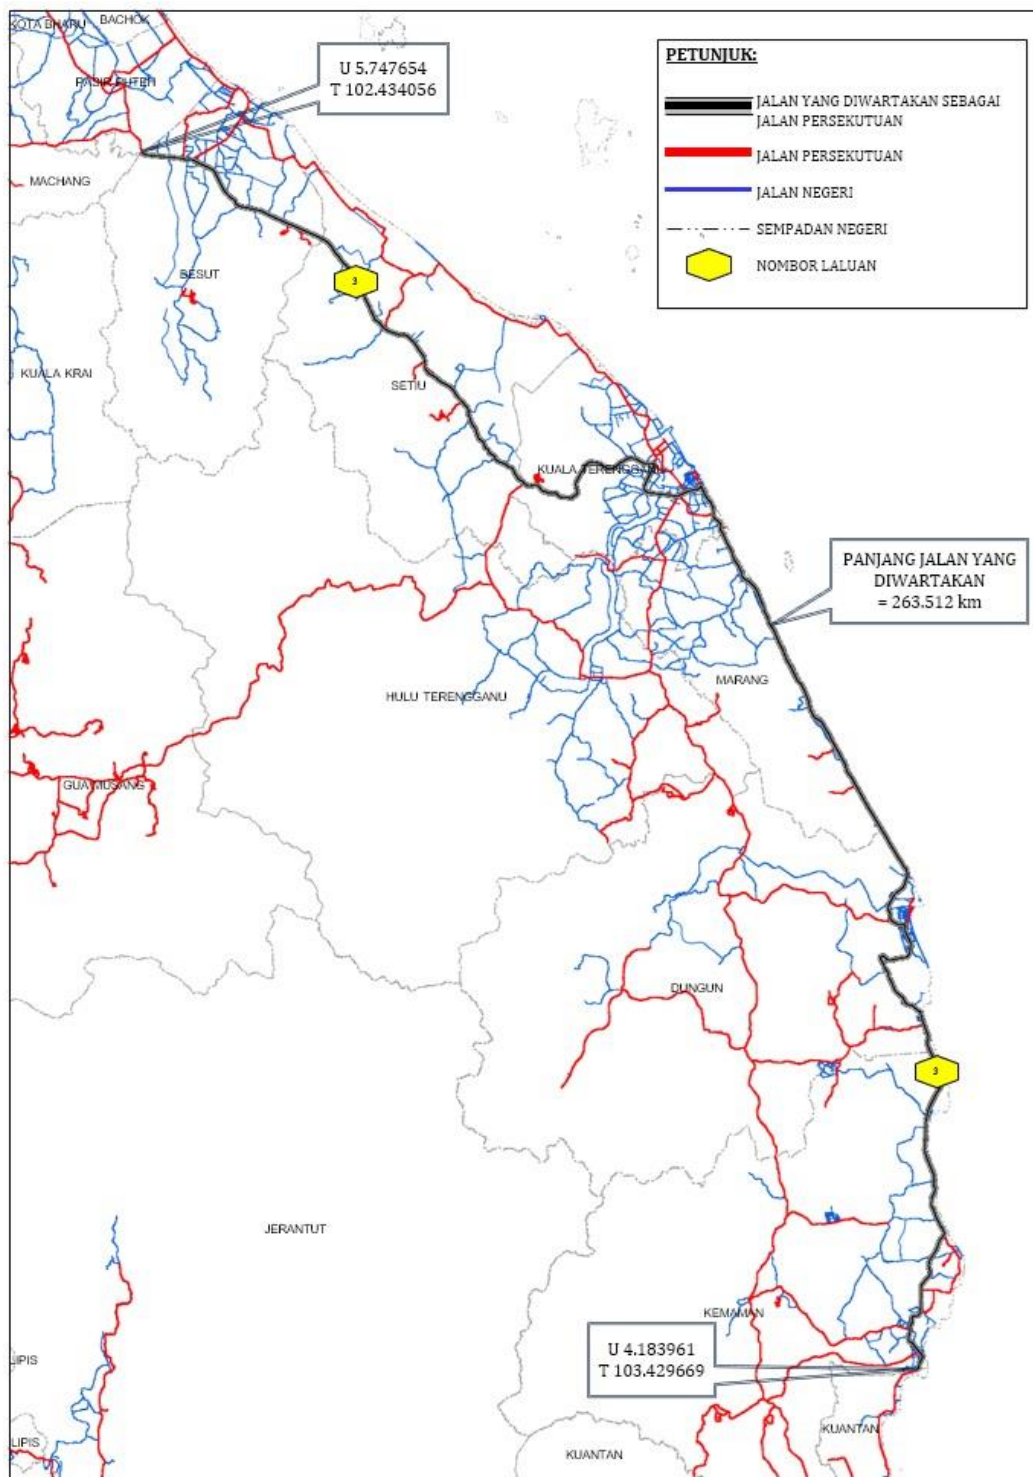 KOTA BHARU
BACHOK
U 5.747654
T 102.434056
PETUNJUK:
JALAN YANG DIWARTAKAN SEBAGAI
JALAN PERSEKUTUAN
JALAN PERSEKUTUAN
JALAN NEGERI
SEMPADAN NEGERI
NOMBOR LALUAN
PASIR PUTEH
MACHANG
BESUT
3
KUALA KRAI
SETIU
KUALA TERENGGANU
PANJANG JALAN YANG
DIWARTAKAN
= 263.512 km
MARANG
HULU TERENGGANU
GUA MUSANG
DUNGUN
3
JERANTUT
KEMAMAN
U 4.183961
T 103.429669
LIPIS
LIPIS
KUANTAN
KUANTAN